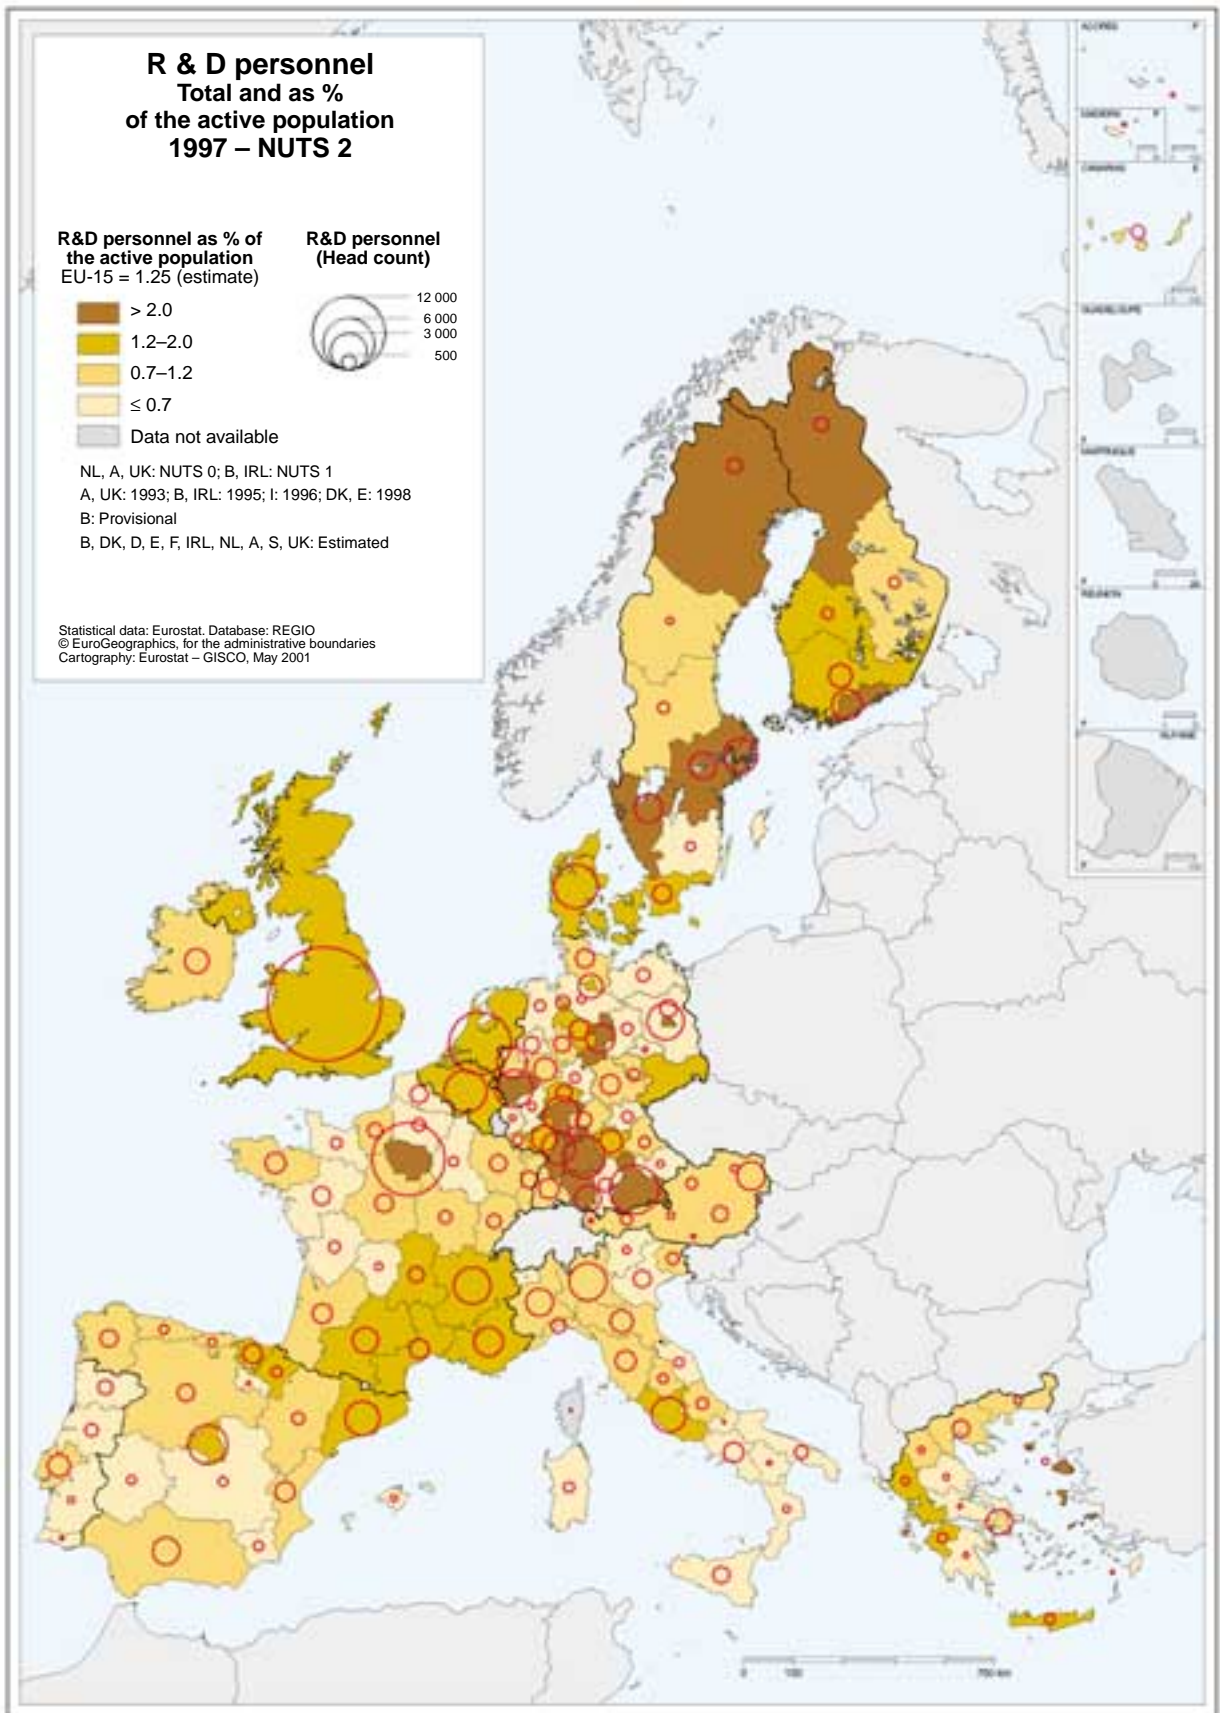 R & D personnel
Total and as %
of the active population
1997 – NUTS 2
R&D personnel as % of
the active population
EU-15 = 1.25 (estimate)
> 2.0
1.2–2.0
0.7–1.2
≤ 0.7
Data not available
R&D personnel
(Head count)
12 000
6 000
3 000
500
NL, A, UK: NUTS 0; B, IRL: NUTS 1
A, UK: 1993; B, IRL: 1995; I: 1996; DK, E: 1998
B: Provisional
B, DK, D, E, F, IRL, NL, A, S, UK: Estimated
Statistical data: Eurostat. Database: REGIO
© EuroGeographics, for the administrative boundaries
Cartography: Eurostat – GISCO, May 2001
GUADELOUPE
MARTINIQUE
REUNION
GUYANE